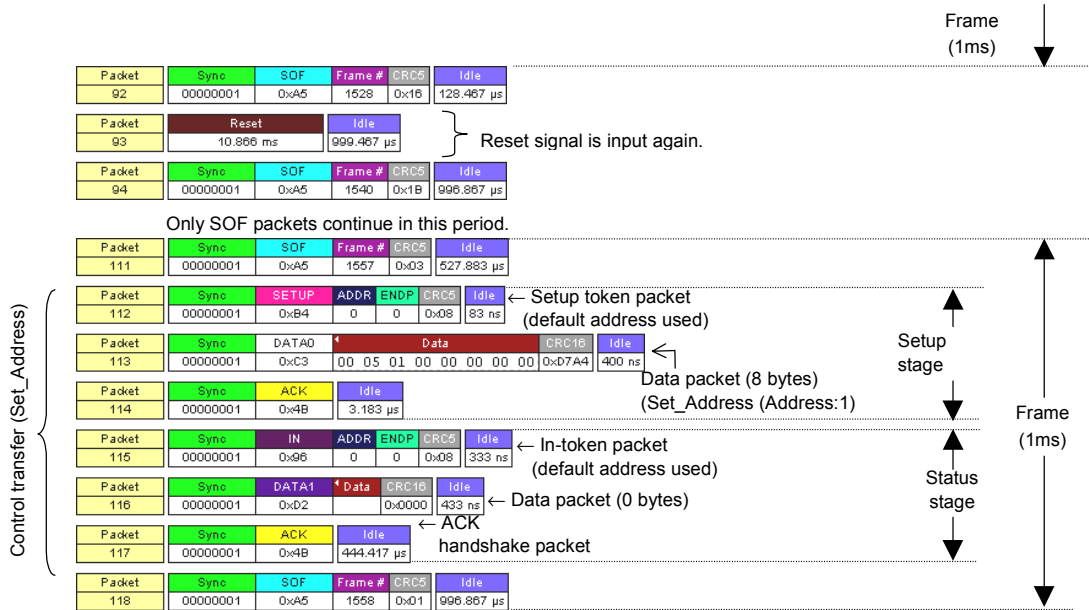 Frame
(1ms)
Packet Sync SOF Frame # CRC5 Idle
92 00000001 0xA5 1528 0x16 128.467 µs
Packet Reset Idle
93 10.866 ms 999.467 µs
Reset signal is input again.
Packet Sync SOF Frame # CRC5 Idle
94 00000001 0xA5 1540 0x1B 996.867 µs
Only SOF packets continue in this period.
Packet Sync SOF Frame # CRC5 Idle
111 00000001 0xA5 1557 0x03 527.883 µs
Control transfer (Set_Address)
Packet Sync SETUP ADDR ENDP CRC5 Idle
112 00000001 0xB4 0 0 0x08 83 ns
← Setup token packet
(default address used)
Packet Sync DATA0 Data CRC16 Idle
113 00000001 0xC3 00 05 01 00 00 00 00 00 0xD7A4 400 ns
Data packet (8 bytes)
(Set_Address (Address:1)
Packet Sync ACK Idle
114 00000001 0x4B 3.183 µs
Setup
stage
Packet Sync IN ADDR ENDP CRC5 Idle
115 00000001 0x96 0 0 0x08 333 ns
← In-token packet
(default address used)
Packet Sync DATA1 Data CRC16 Idle
116 00000001 0xD2 0x0000 433 ns
← Data packet (0 bytes)
Packet Sync ACK Idle
117 00000001 0x4B 444.417 µs
← ACK
handshake packet
Status
stage
Frame
(1ms)
Packet Sync SOF Frame # CRC5 Idle
118 00000001 0xA5 1558 0x01 996.867 µs